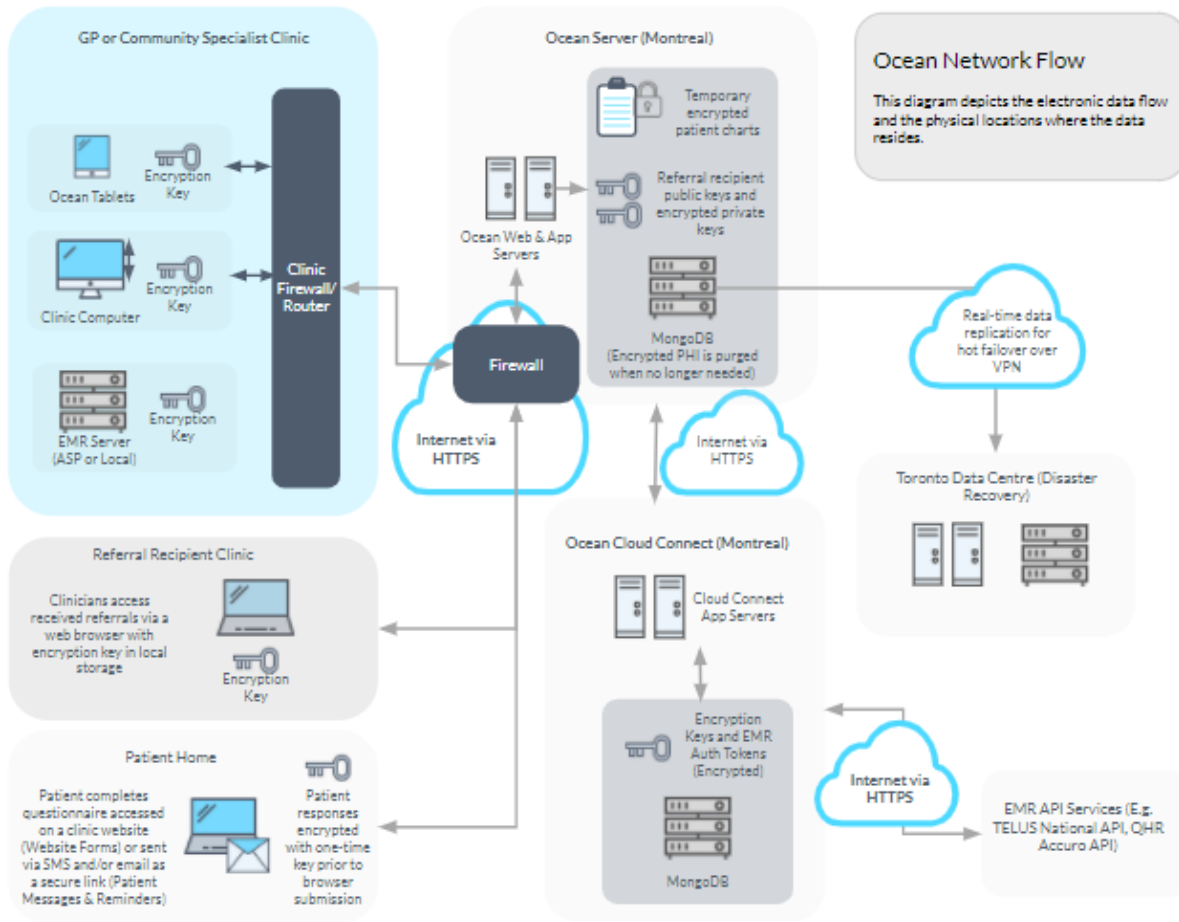 GP or Community Specialist Clinic
Ocean Tablets
Encryption
Key
Clinic Computer
Encryption
Key
EMR Server
(ASP or Local)
Encryption
Key
Clinic
Firewall/
Router
Ocean Server (Montreal)
Ocean Web & App
Servers
Temporary
encrypted
patient charts
Referral recipient
public keys and
encrypted private
keys
MongoDB
(Encrypted PHI is purged
when no longer needed)
Firewall
Internet via
HTTPS
Internet via
HTTPS
Ocean Network Flow
This diagram depicts the electronic data flow
and the physical locations where the data
resides.
Real-time data
replication for
hot failover over
VPN
Toronto Data Centre (Disaster
Recovery)
Referral Recipient Clinic
Clinicians access
received referrals via a
web browser with
encryption key in local
storage
Encryption
Key
Patient Home
Patient completes
questionnaire accessed
on a clinic website
(Website Forms) or sent
via SMS and/or email as
a secure link (Patient
Messages & Reminders)
Patient
responses
encrypted
with one-time
key prior to
browser
submission
Ocean Cloud Connect (Montreal)
Cloud Connect
App Servers
Encryption
Keys and EMR
Auth Tokens
(Encrypted)
MongoDB
Internet via
HTTPS
EMR API Services (E.g.
TELUS National API, QHR
Accuro API)